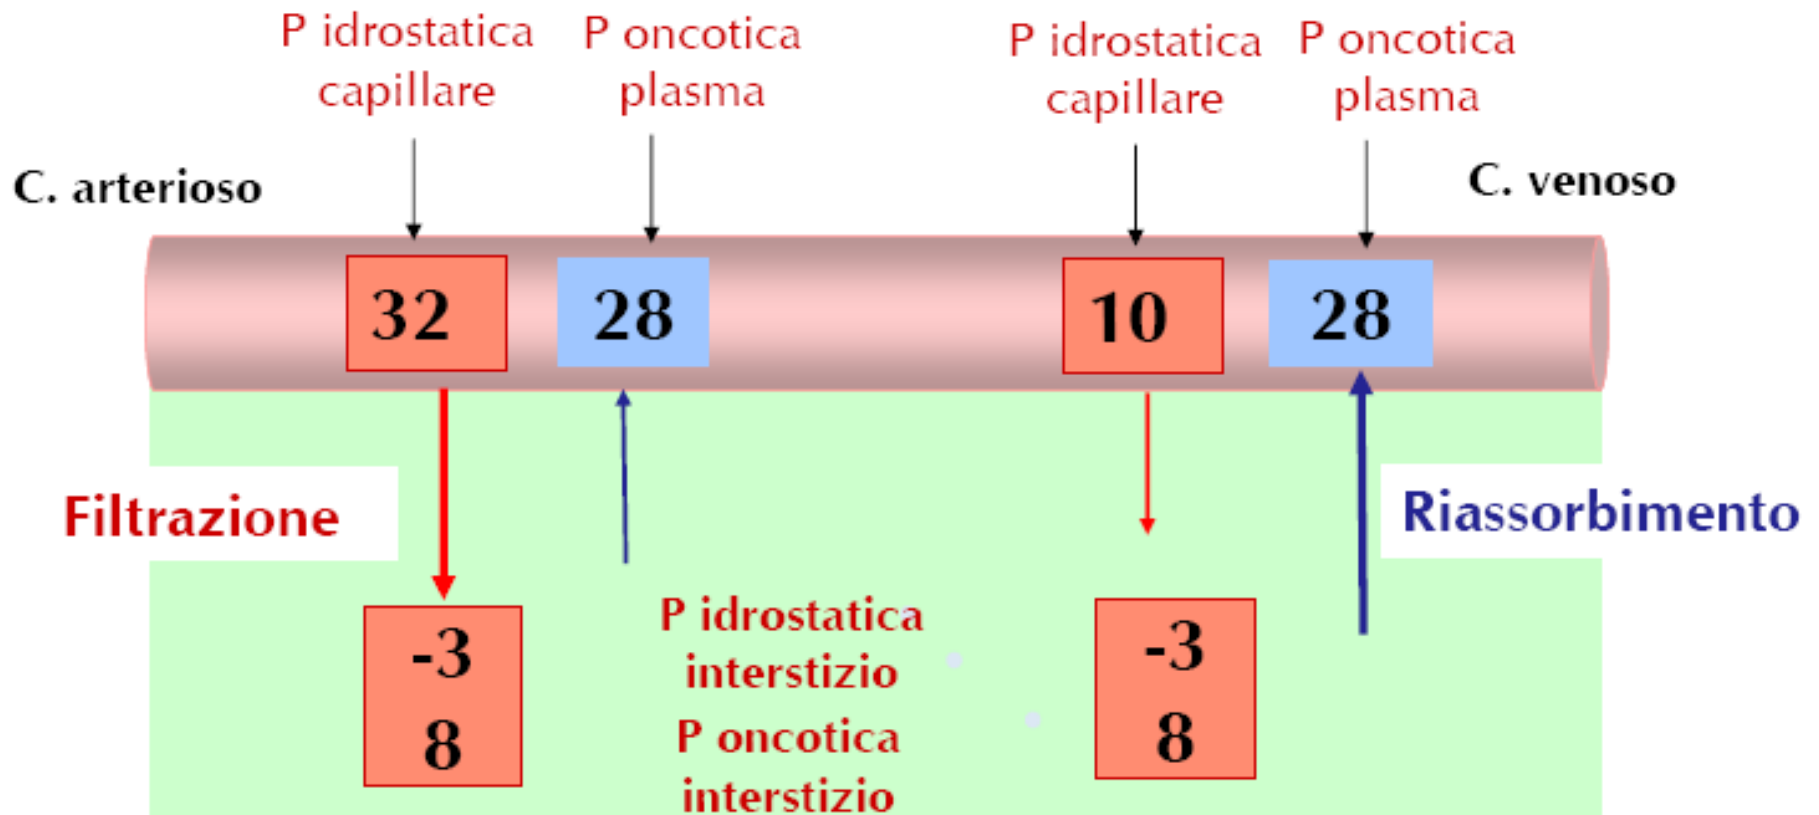 P idrostatica
capillare
P oncotica
plasma
P idrostatica
capillare
P oncotica
plasma
C. arterioso
C. venoso
32
28
10
28
Filtrazione
Riassorbimento
-3
8
P idrostatica
interstizio
P oncotica
interstizio
-3
8